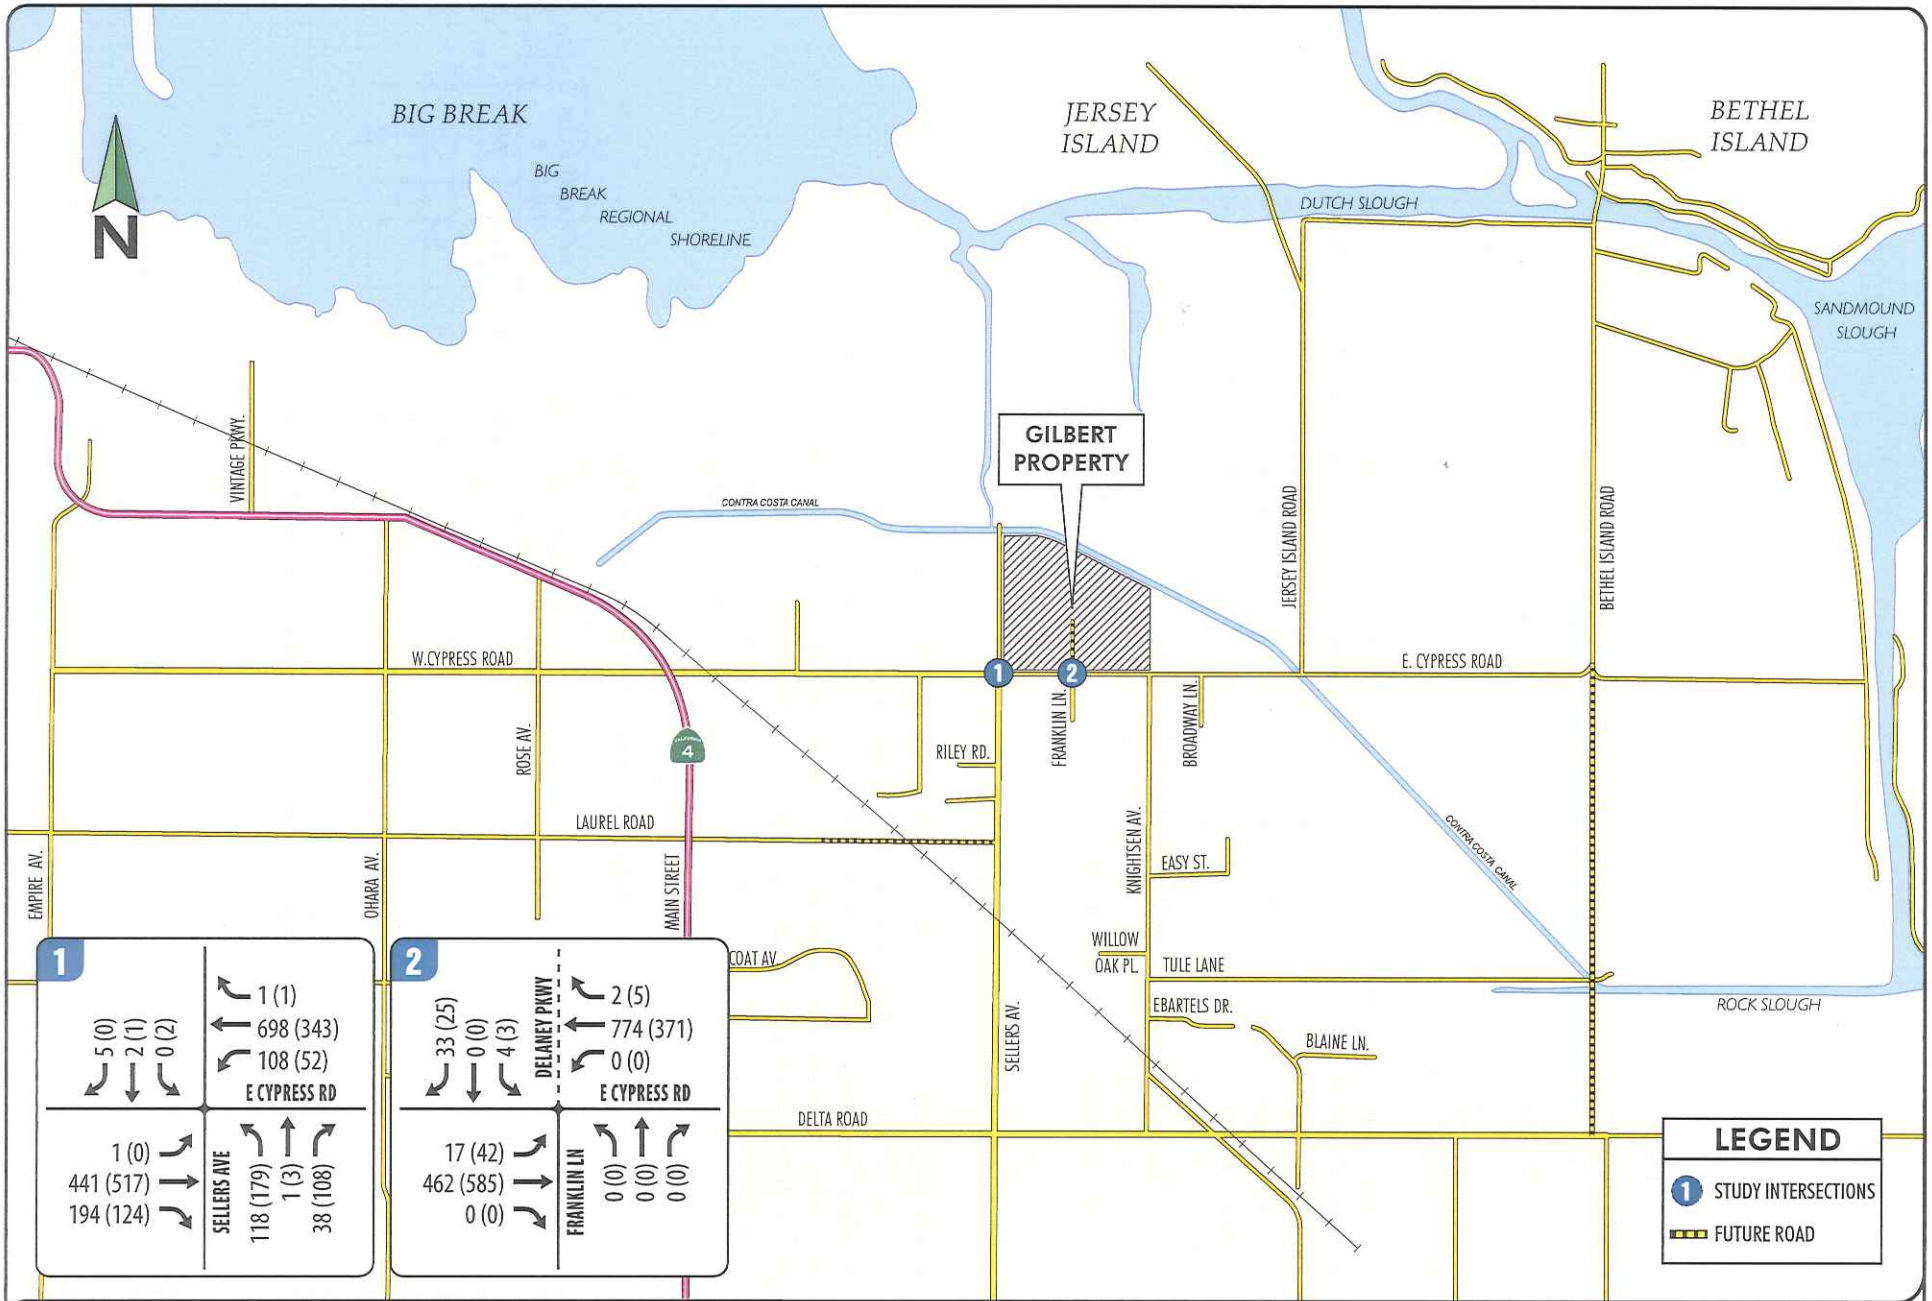 BIG BREAK
BIG
BREAK
REGIONAL
SHORELINE
JERSEY
ISLAND
BETHEL
ISLAND
DUTCH SLOUGH
SANDMOUND
SLOUGH
N
GILBERT
PROPERTY
VINTAGE PKWY.
CONTRA COSTA CANAL
JERSEY ISLAND ROAD
BETHEL ISLAND ROAD
W.CYPRESS ROAD
E. CYPRESS ROAD
1
2
ROSE AV.
CALIFORNIA
4
RILEY RD.
FRANKLIN LN.
BROADWAY LN.
LAUREL ROAD
EMPIRE AV.
OHARA AV.
MAIN STREET
KNIGHTSEN AV.
EASY ST.
CONTRA COSTA CANAL
WILLOW
OAK PL.
TULE LANE
COAT AV.
EBARTELS DR.
BLAINE LN.
ROCK SLOUGH
SELLERS AV.
DELTA ROAD
1
5 (0)
2 (1)
0 (2)
1 (1)
698 (343)
108 (52)
E CYPRESS RD
1 (0)
441 (517)
194 (124)
SELLERS AVE
118 (179)
1 (3)
38 (108)
2
33 (25)
0 (0)
4 (3)
DELANEY PKWY
2 (5)
774 (371)
0 (0)
E CYPRESS RD
17 (42)
462 (585)
0 (0)
FRANKLIN LN
0 (0)
0 (0)
0 (0)
LEGEND
1 STUDY INTERSECTIONS
FUTURE ROAD